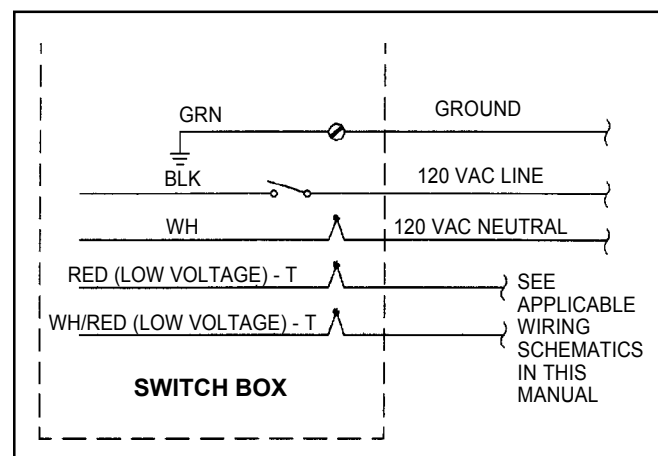 GRN
GROUND
BLK
120 VAC LINE
WH
120 VAC NEUTRAL
RED (LOW VOLTAGE) - T
WH/RED (LOW VOLTAGE) - T
SEE
APPLICABLE
WIRING
SCHEMATICS
IN THIS
MANUAL
SWITCH BOX